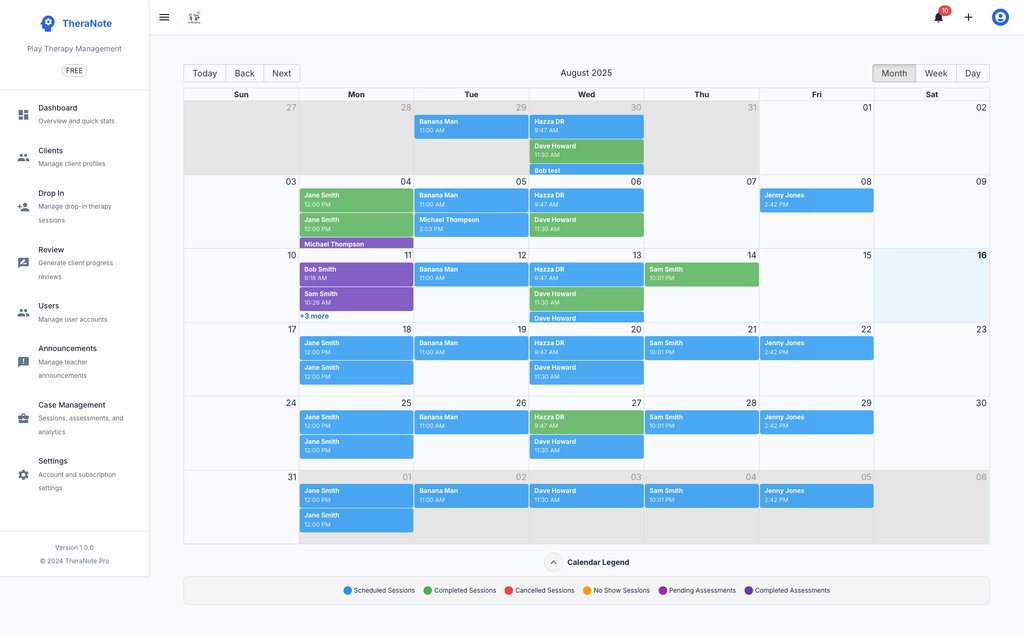 TheraNote
Play Therapy Management
FREE
Dashboard
Overview and quick stats
Clients
Manage client profiles
Drop In
Manage drop-in therapy
sessions
Review
Generate client progress
reviews
Users
Manage user accounts
Announcements
Manage teacher
announcements
Case Management
Sessions, assessments, and
analytics
Settings
Account and subscription
settings
Version 1.0.0
© 2024 TheraNote Pro
10
Today Back Next
August 2025
Month Week Day
Sun Mon Tue Wed Thu Fri Sat
27 28 29 30 31 01 02
Banana Man
11:00 AM
Hazza DR
9:47 AM
Dave Howard
11:30 AM
Bob test
03 04 05 06 07 08 09
Jane Smith
12:00 PM
Jane Smith
12:00 PM
Michael Thompson
Banana Man
11:00 AM
Michael Thompson
2:03 PM
Hazza DR
9:47 AM
Dave Howard
11:30 AM
Jenny Jones
2:42 PM
10 11 12 13 14 15 16
Bob Smith
9:18 AM
Sam Smith
10:26 AM
+3 more
Banana Man
11:00 AM
Hazza DR
9:47 AM
Dave Howard
11:30 AM
Dave Howard
Sam Smith
10:01 PM
17 18 19 20 21 22 23
Jane Smith
12:00 PM
Jane Smith
12:00 PM
Banana Man
11:00 AM
Hazza DR
9:47 AM
Dave Howard
11:30 AM
Sam Smith
10:01 PM
Jenny Jones
2:42 PM
24 25 26 27 28 29 30
Jane Smith
12:00 PM
Jane Smith
12:00 PM
Banana Man
11:00 AM
Hazza DR
9:47 AM
Dave Howard
11:30 AM
Sam Smith
10:01 PM
Jenny Jones
2:42 PM
31 01 02 03 04 05 06
Jane Smith
12:00 PM
Jane Smith
12:00 PM
Banana Man
11:00 AM
Dave Howard
11:30 AM
Sam Smith
10:01 PM
Jenny Jones
2:42 PM
Calendar Legend
Scheduled Sessions Completed Sessions Cancelled Sessions No Show Sessions Pending Assessments Completed Assessments